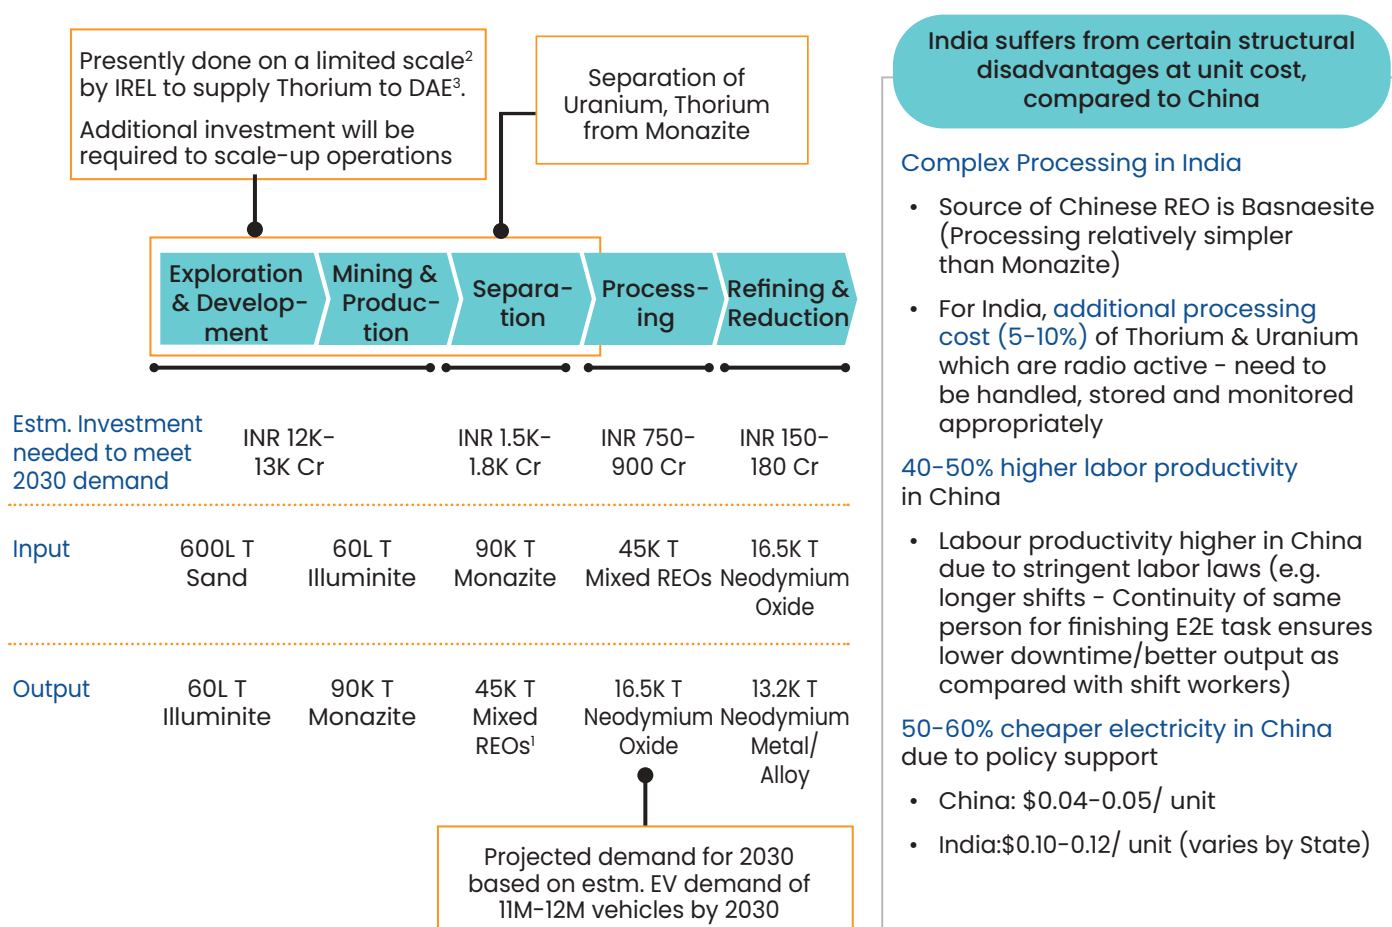 Presently done on a limited scale²
by IREL to supply Thorium to DAE³.
Additional investment will be
required to scale-up operations
Separation of
Uranium, Thorium
from Monazite
Exploration
& Develop-
ment
Mining &
Produc-
tion
Separa-
tion
Process-
ing
Refining &
Reduction
Estm. Investment
needed to meet
2030 demand
INR 12K-
13K Cr
INR 1.5K-
1.8K Cr
INR 750-
900 Cr
INR 150-
180 Cr
Input
600L T
Sand
60L T
Illuminite
90K T
Monazite
45K T
Mixed REOs
16.5K T
Neodymium
Oxide
Output
60L T
Illuminite
90K T
Monazite
45K T
Mixed
REOs¹
16.5K T
Neodymium
Oxide
13.2K T
Neodymium
Metal/
Alloy
Projected demand for 2030
based on estm. EV demand of
11M-12M vehicles by 2030
India suffers from certain structural
disadvantages at unit cost,
compared to China
Complex Processing in India
• Source of Chinese REO is Basnaesite
(Processing relatively simpler
than Monazite)
• For India, additional processing
cost (5-10%) of Thorium & Uranium
which are radio active - need to
be handled, stored and monitored
appropriately
40-50% higher labor productivity
in China
• Labour productivity higher in China
due to stringent labor laws (e.g.
longer shifts - Continuity of same
person for finishing E2E task ensures
lower downtime/better output as
compared with shift workers)
50-60% cheaper electricity in China
due to policy support
• China: $0.04-0.05/ unit
• India:$0.10-0.12/ unit (varies by State)